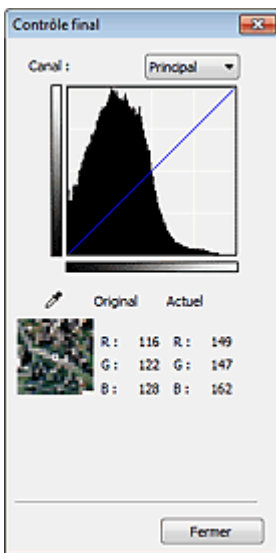 Contrôle final
Canal : Principal
Original Actuel
R : 116 R : 149
G : 122 G : 147
B : 128 B : 162
Fermer